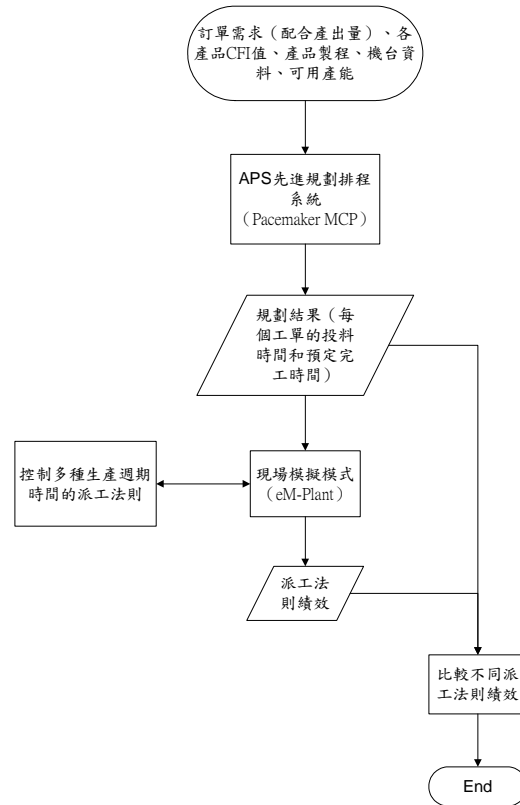 訂單需求（配合產出量）、各
產品CFI值、產品製程、機台資
料、可用產能
APS先進規劃排程
系統
（Pacemaker MCP）
規劃結果（每
個工單的投料
時間和預定完
工時間）
控制多種生產週期
時間的派工法則
現場模擬模式
（eM-Plant）
派工法
則績效
比較不同派
工法則績效
End